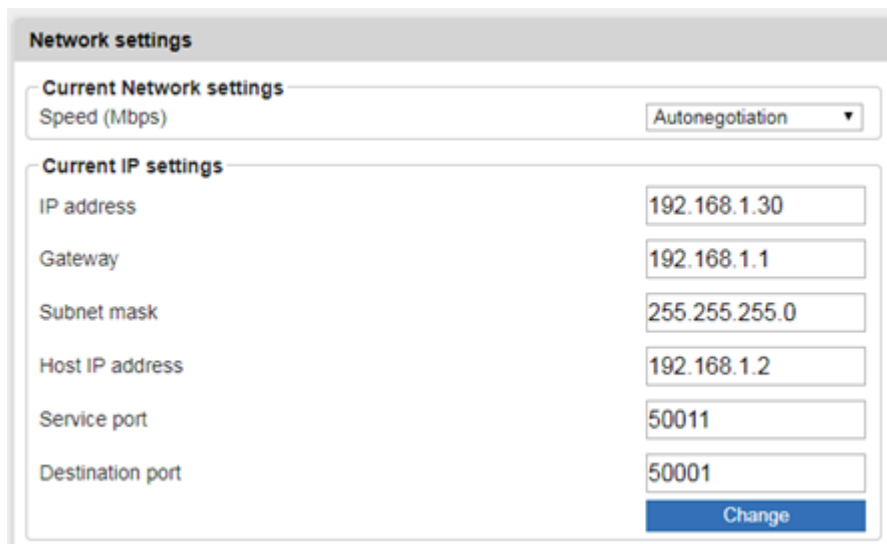 Network settings
Current Network settings
Speed (Mbps) Autonegotiation
Current IP settings
IP address 192.168.1.30
Gateway 192.168.1.1
Subnet mask 255.255.255.0
Host IP address 192.168.1.2
Service port 50011
Destination port 50001
Change